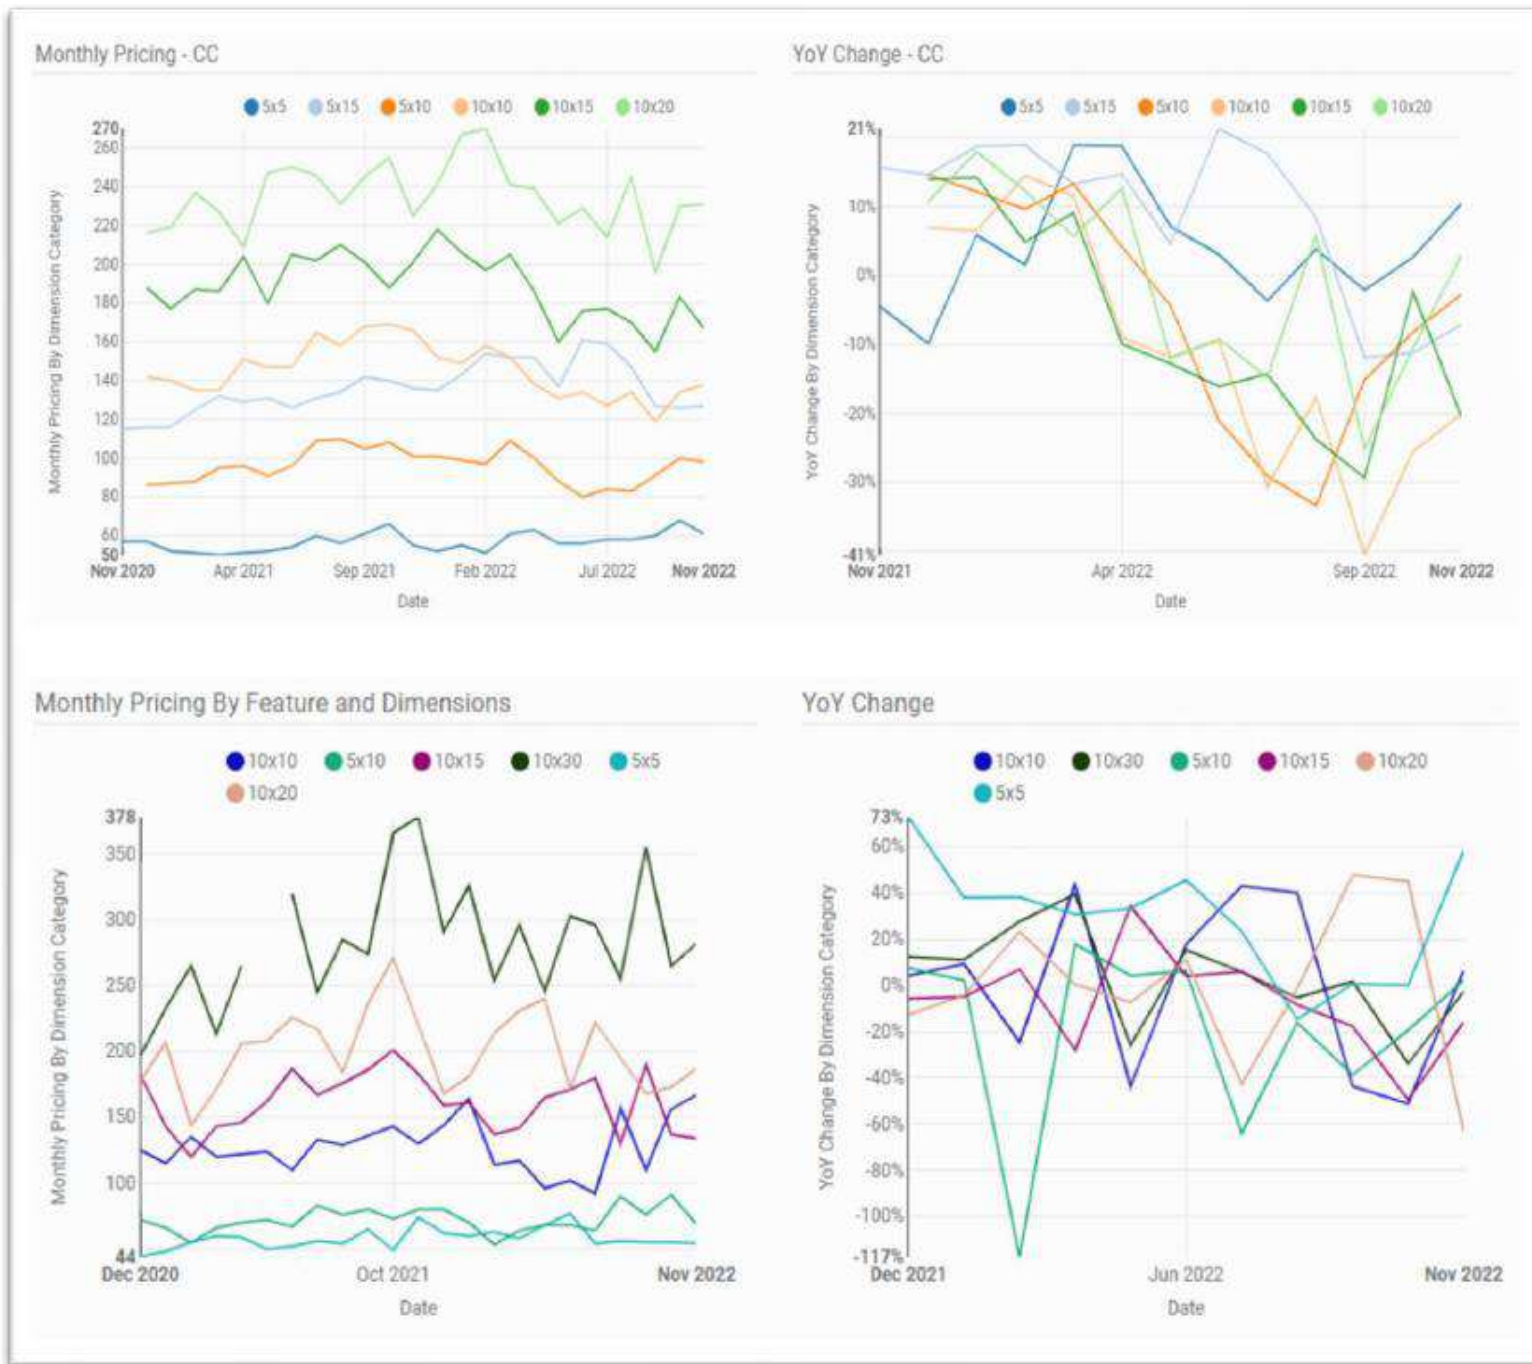 Monthly Pricing - CC
5x5 5x15 5x10 10x10 10x15 10x20
270
260
240
220
200
180
160
140
120
100
80
60
50
Monthly Pricing By Dimension Category
Nov 2020 Apr 2021 Sep 2021 Feb 2022 Jul 2022 Nov 2022
Date
YoY Change - CC
5x5 5x15 5x10 10x10 10x15 10x20
21%
10%
0%
-10%
-20%
-30%
-41%
YoY Change By Dimension Category
Nov 2021 Apr 2022 Sep 2022 Nov 2022
Date
Monthly Pricing By Feature and Dimensions
10x10 5x10 10x15 10x30 5x5
10x20
378
350
300
250
200
150
100
44
Monthly Pricing By Dimension Category
Dec 2020 Oct 2021 Nov 2022
Date
YoY Change
10x10 10x30 5x10 10x15 10x20
5x5
73%
60%
40%
20%
0%
-20%
-40%
-60%
-80%
-100%
-117%
YoY Change By Dimension Category
Dec 2021 Jun 2022 Nov 2022
Date